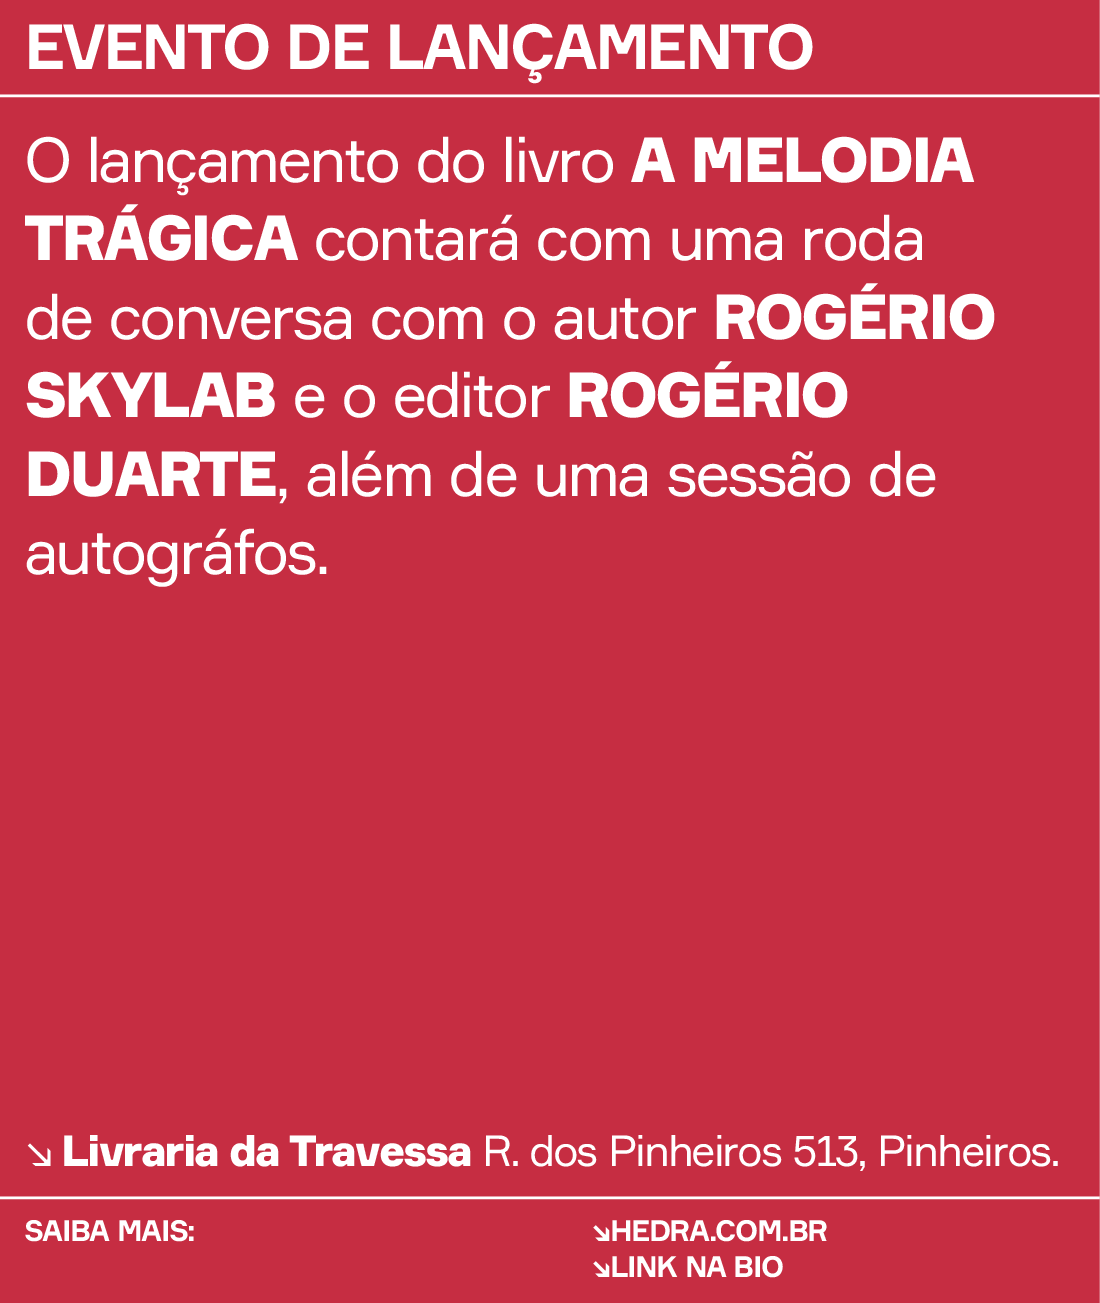 EVENTO DE LANÇAMENTO
O lançamento do livro A MELODIA
TRÁGICA contará com uma roda
de conversa com o autor ROGÉRIO
SKYLAB e o editor ROGÉRIO
DUARTE, além de uma sessão de
autográfos.
↘ Livraria da Travessa R. dos Pinheiros 513, Pinheiros.
SAIBA MAIS:
↘HEDRA.COM.BR
↘LINK NA BIO